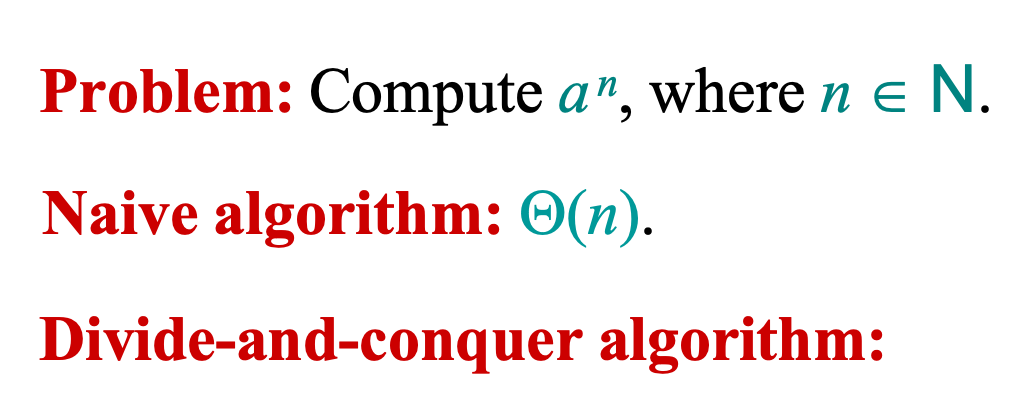 Problem: Compute aⁿ, where n ∈ N.
Naive algorithm: Θ(n).
Divide-and-conquer algorithm: